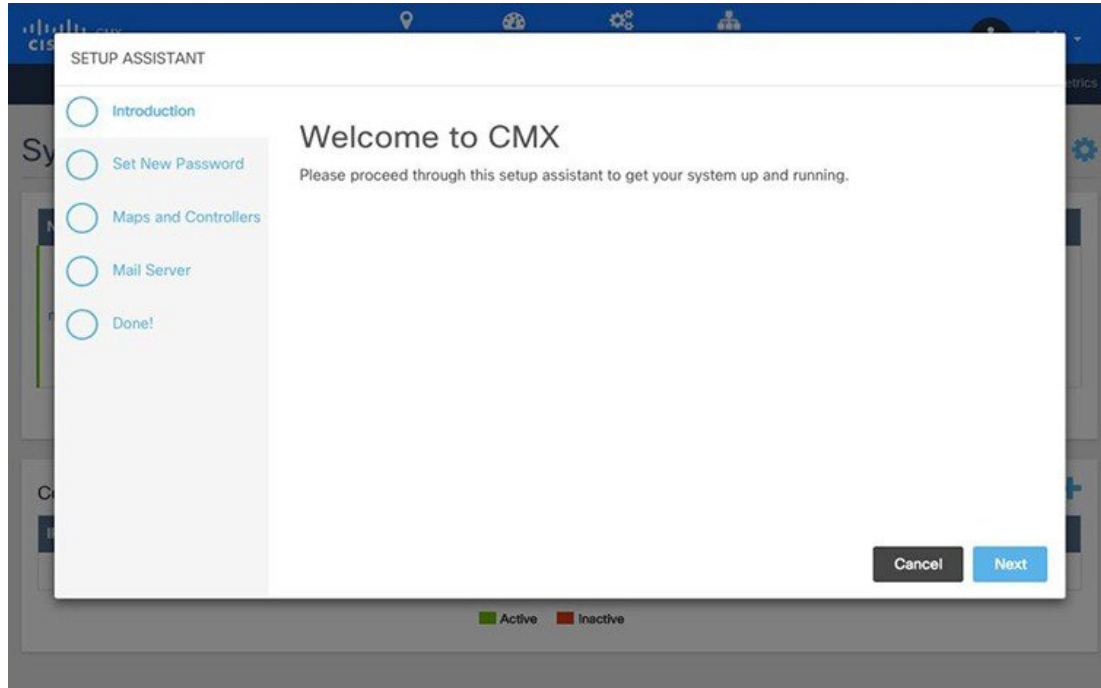 SETUP ASSISTANT
Introduction
Set New Password
Maps and Controllers
Mail Server
Done!
Welcome to CMX
Please proceed through this setup assistant to get your system up and running.
Cancel
Next
Active
Inactive